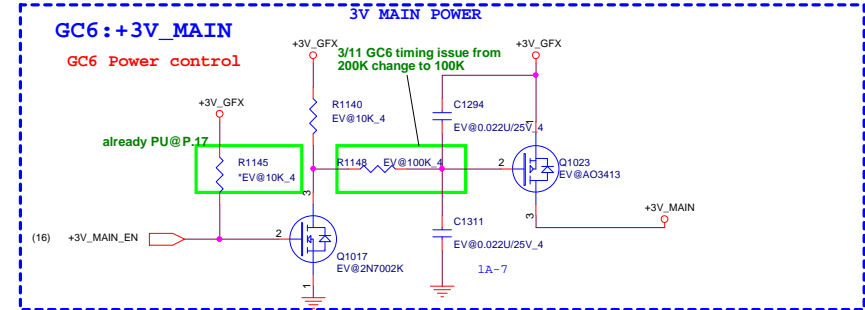 3V MAIN POWER
GC6:+3V_MAIN
GC6 Power control
+3V_GFX
3/11 GC6 timing issue from
200K change to 100K
+3V_GFX
+3V_GFX
R1140
EV@10K_4
C1294
EV@0.022U/25V_4
1
already PU@P.17
R1145
*EV@10K_4
R1148
EV@100K_4
2
Q1023
EV@AO3413
3
3
+3V_MAIN
(16)
+3V_MAIN_EN
2
C1311
EV@0.022U/25V_4
Q1017
EV@2N7002K
1A-7
1